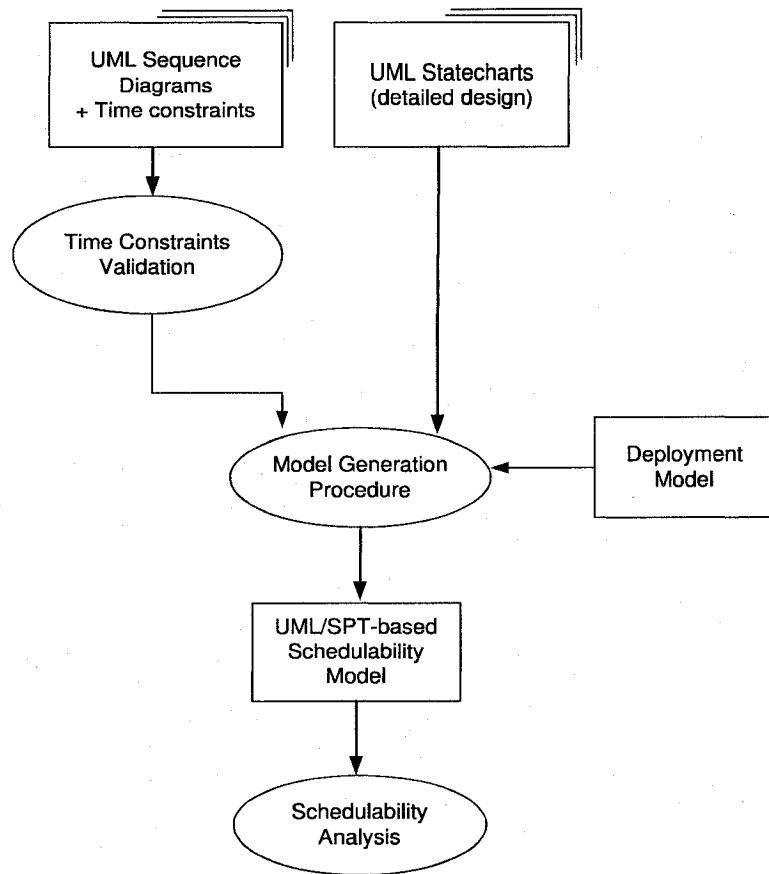 UML Sequence
Diagrams
+ Time constraints
UML Statecharts
(detailed design)
Time Constraints
Validation
Model Generation
Procedure
Deployment
Model
UML/SPT-based
Schedulability
Model
Schedulability
Analysis